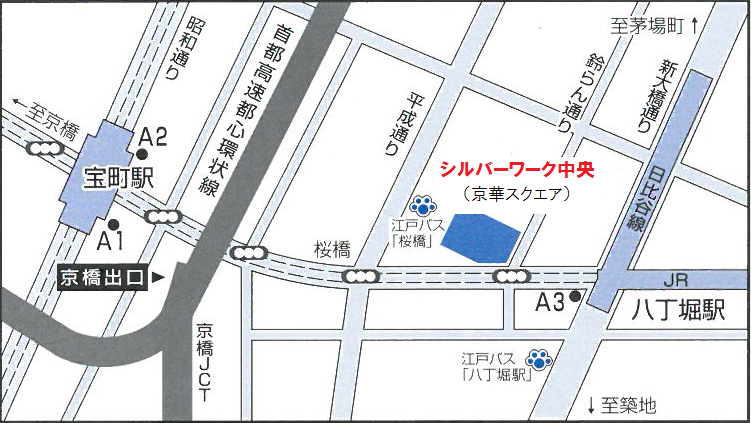 至茅場町↑
昭和通り
首都高速都心環状線
鈴らん通り
新大橋通り
←至京橋
平成通り
A2
宝町駅
シルバーワーク中央
（京華スクエア）
日比谷線
江戸バス
「桜橋」
A1
桜橋
京橋出口▶
JR
A3
八丁堀駅
京橋JCT
江戸バス
「八丁堀駅」
↓至築地